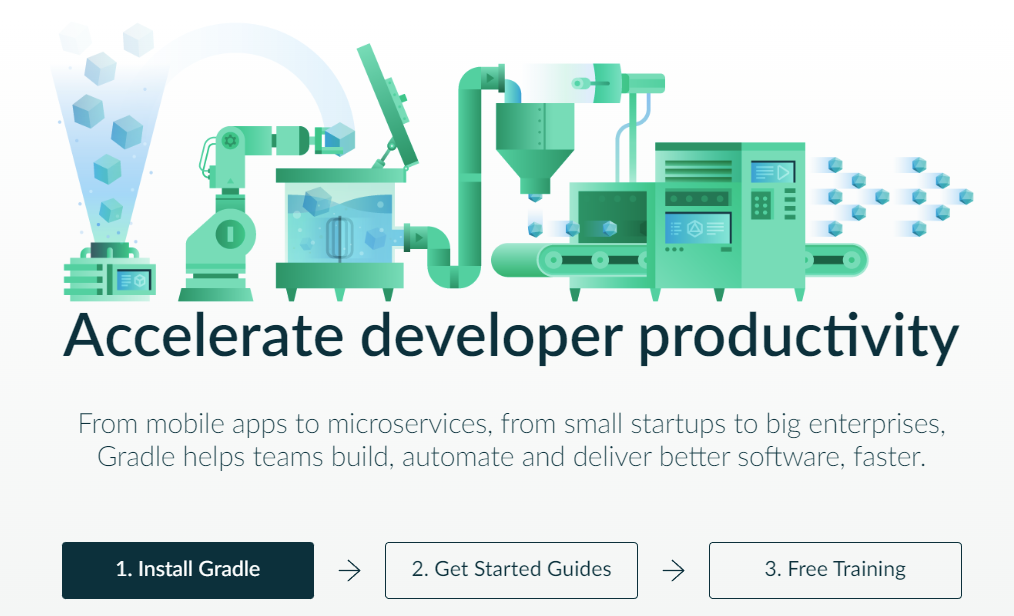 Accelerate developer productivity
From mobile apps to microservices, from small startups to big enterprises,
Gradle helps teams build, automate and deliver better software, faster.
1. Install Gradle
2. Get Started Guides
3. Free Training